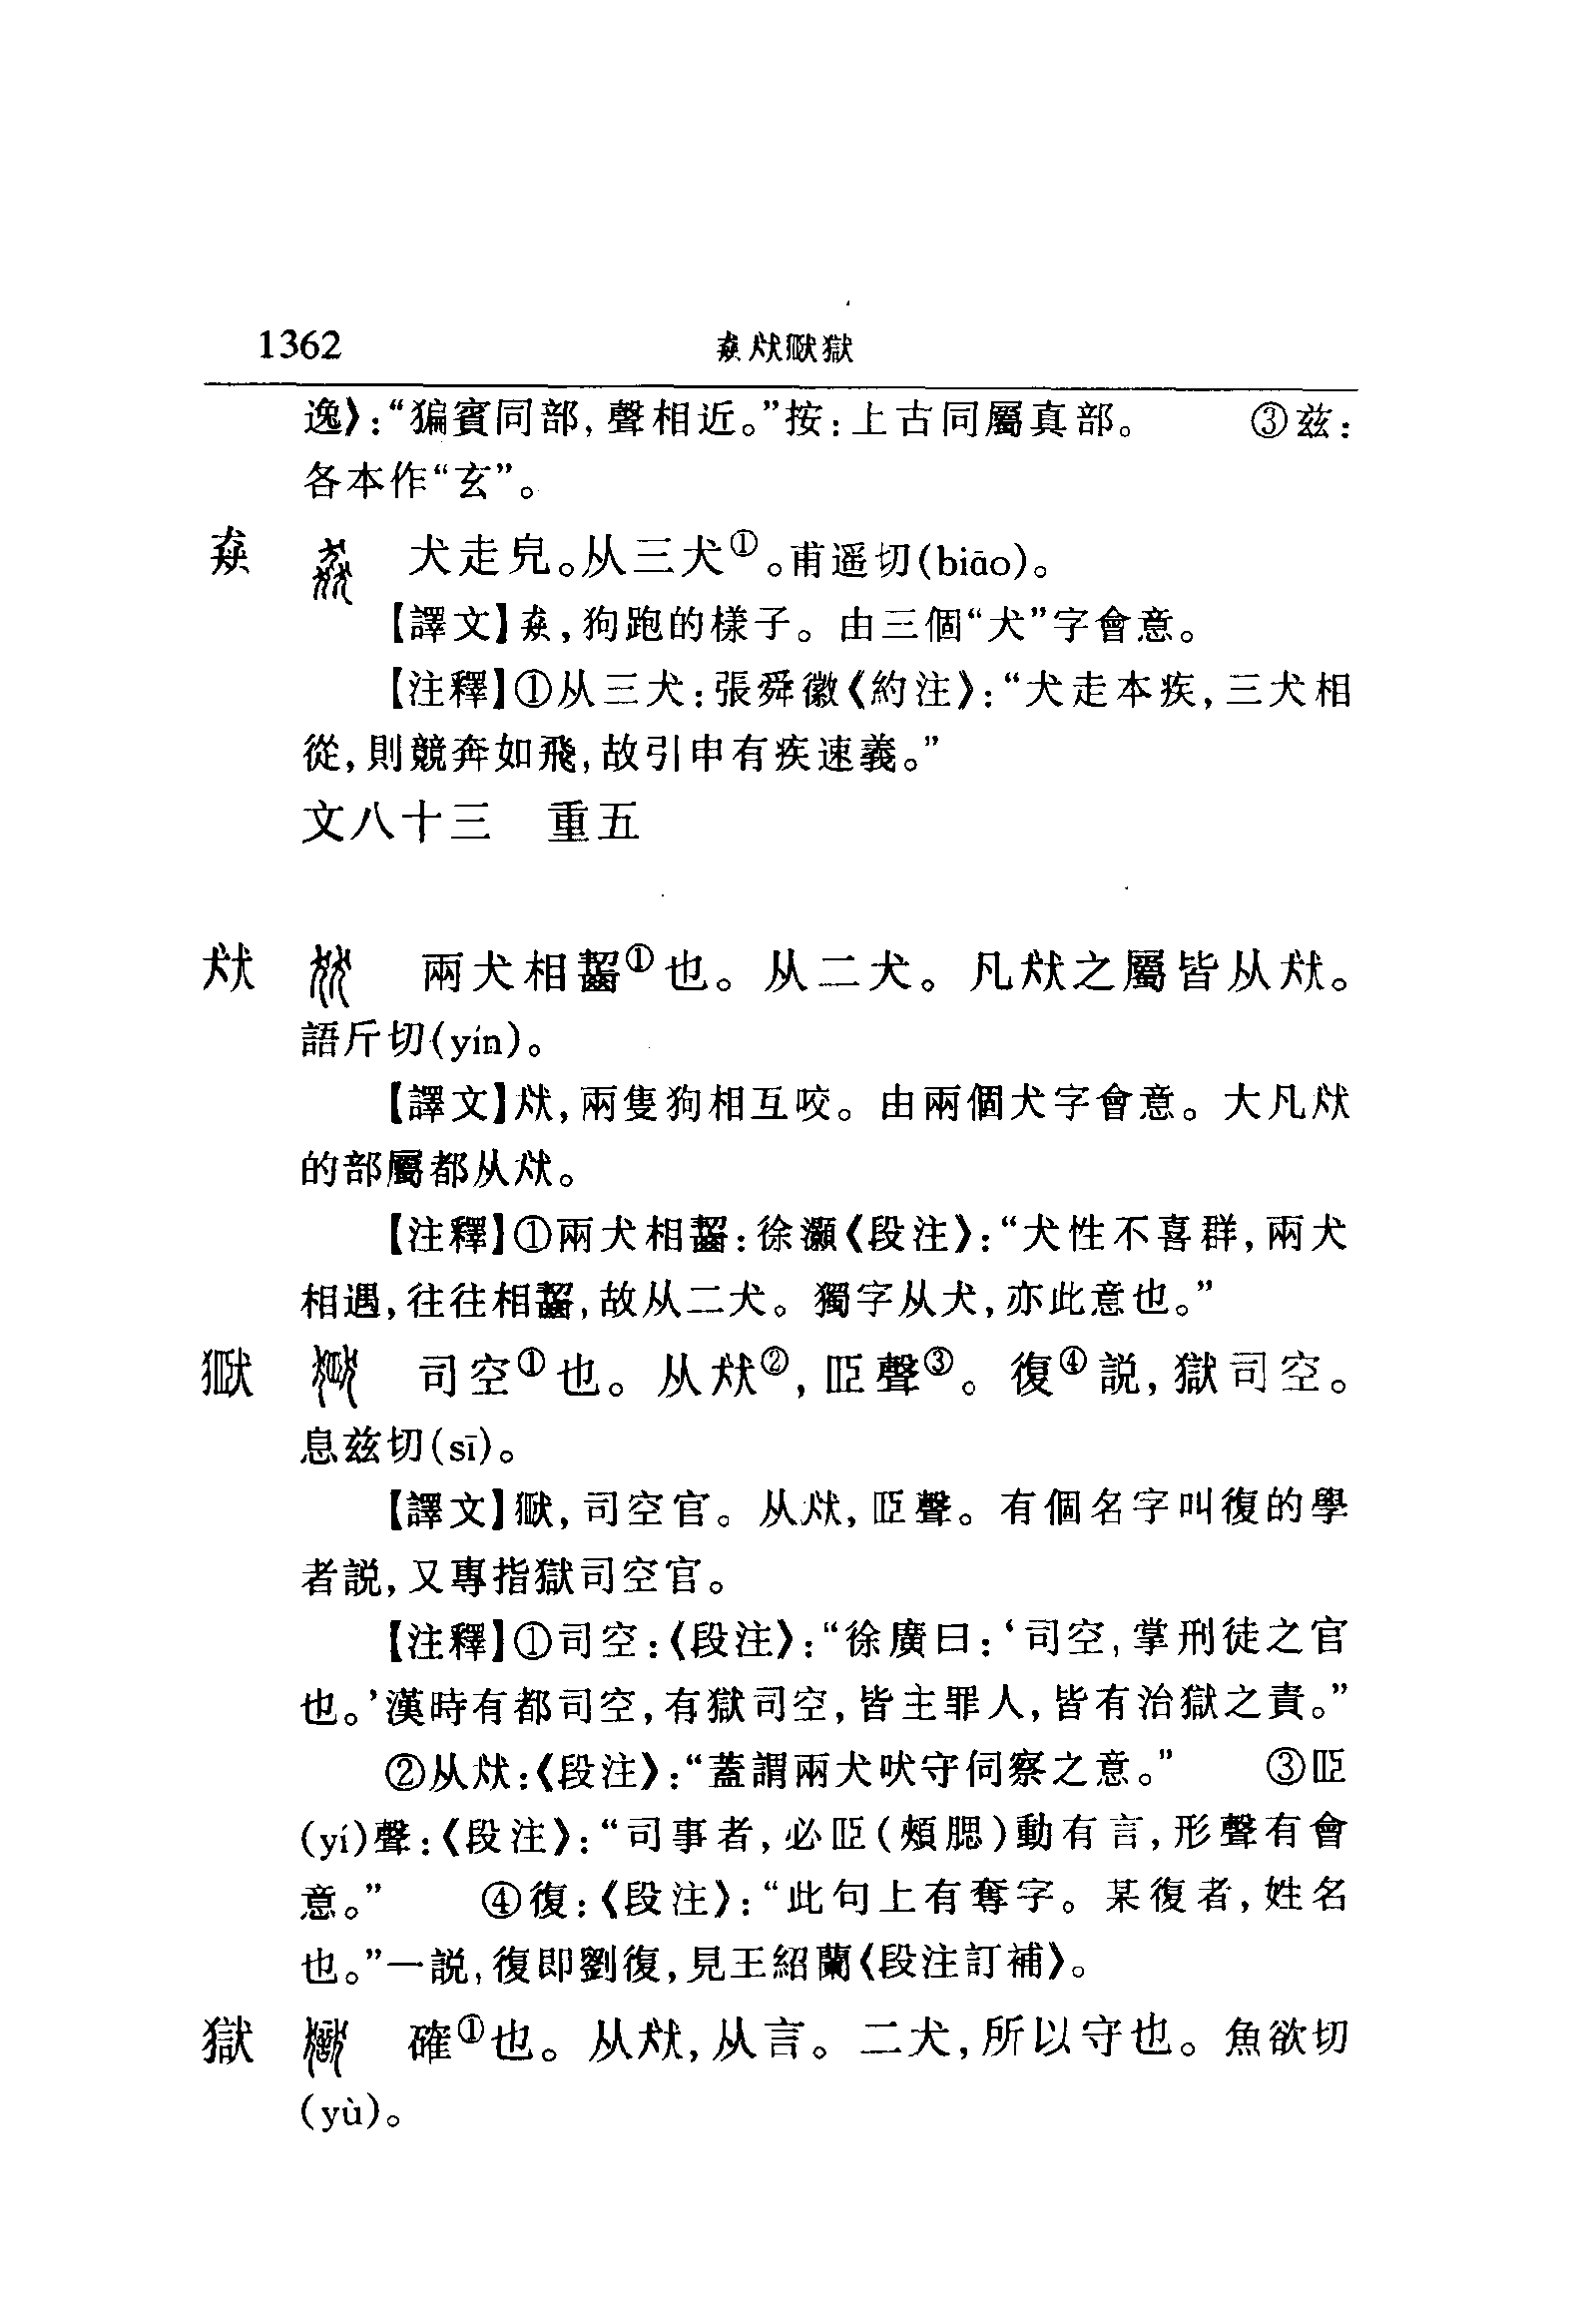 1362 猋㹜㺇獄
逸》:“猵賓同部,聲相近。”按:上古同屬真部。 ③兹:
各本作“玄”。
猋 犬走皃。从三犬①。甫遥切(biāo)。
【譯文】猋,狗跑的樣子。由三個“犬”字會意。
【注釋】①从三犬:張舜徽《約注》:“犬走本疾,三犬相
從,則競奔如飛,故引申有疾速義。”
文八十三 重五
㹜 兩犬相齧①也。从二犬。凡㹜之屬皆从㹜。
語斤切(yín)。
【譯文】㹜,兩隻狗相互咬。由兩個犬字會意。大凡㹜
的部屬都从㹜。
【注釋】①兩犬相齧:徐灝《段注》:“犬性不喜群,兩犬
相遇,往往相齧,故从二犬。獨字从犬,亦此意也。”
㺇 司空①也。从㹜②,𦣞聲③。復④説,獄司空。
息兹切(sī)。
【譯文】㺇,司空官。从㹜,𦣞聲。有個名字叫復的學
者説,又專指獄司空官。
【注釋】①司空:《段注》:“徐廣曰:‘司空,掌刑徒之官
也。’漢時有都司空,有獄司空,皆主罪人,皆有治獄之責。”
②从㹜:《段注》:“蓋謂兩犬吠守伺察之意。” ③𦣞
(yí)聲:《段注》:“司事者,必𦣞(頰腮)動有言,形聲有會
意。” ④復:《段注》:“此句上有奪字。某復者,姓名
也。”一説,復即劉復,見王紹蘭《段注訂補》。
獄 確①也。从㹜,从言。二犬,所以守也。魚欲切
(yù)。